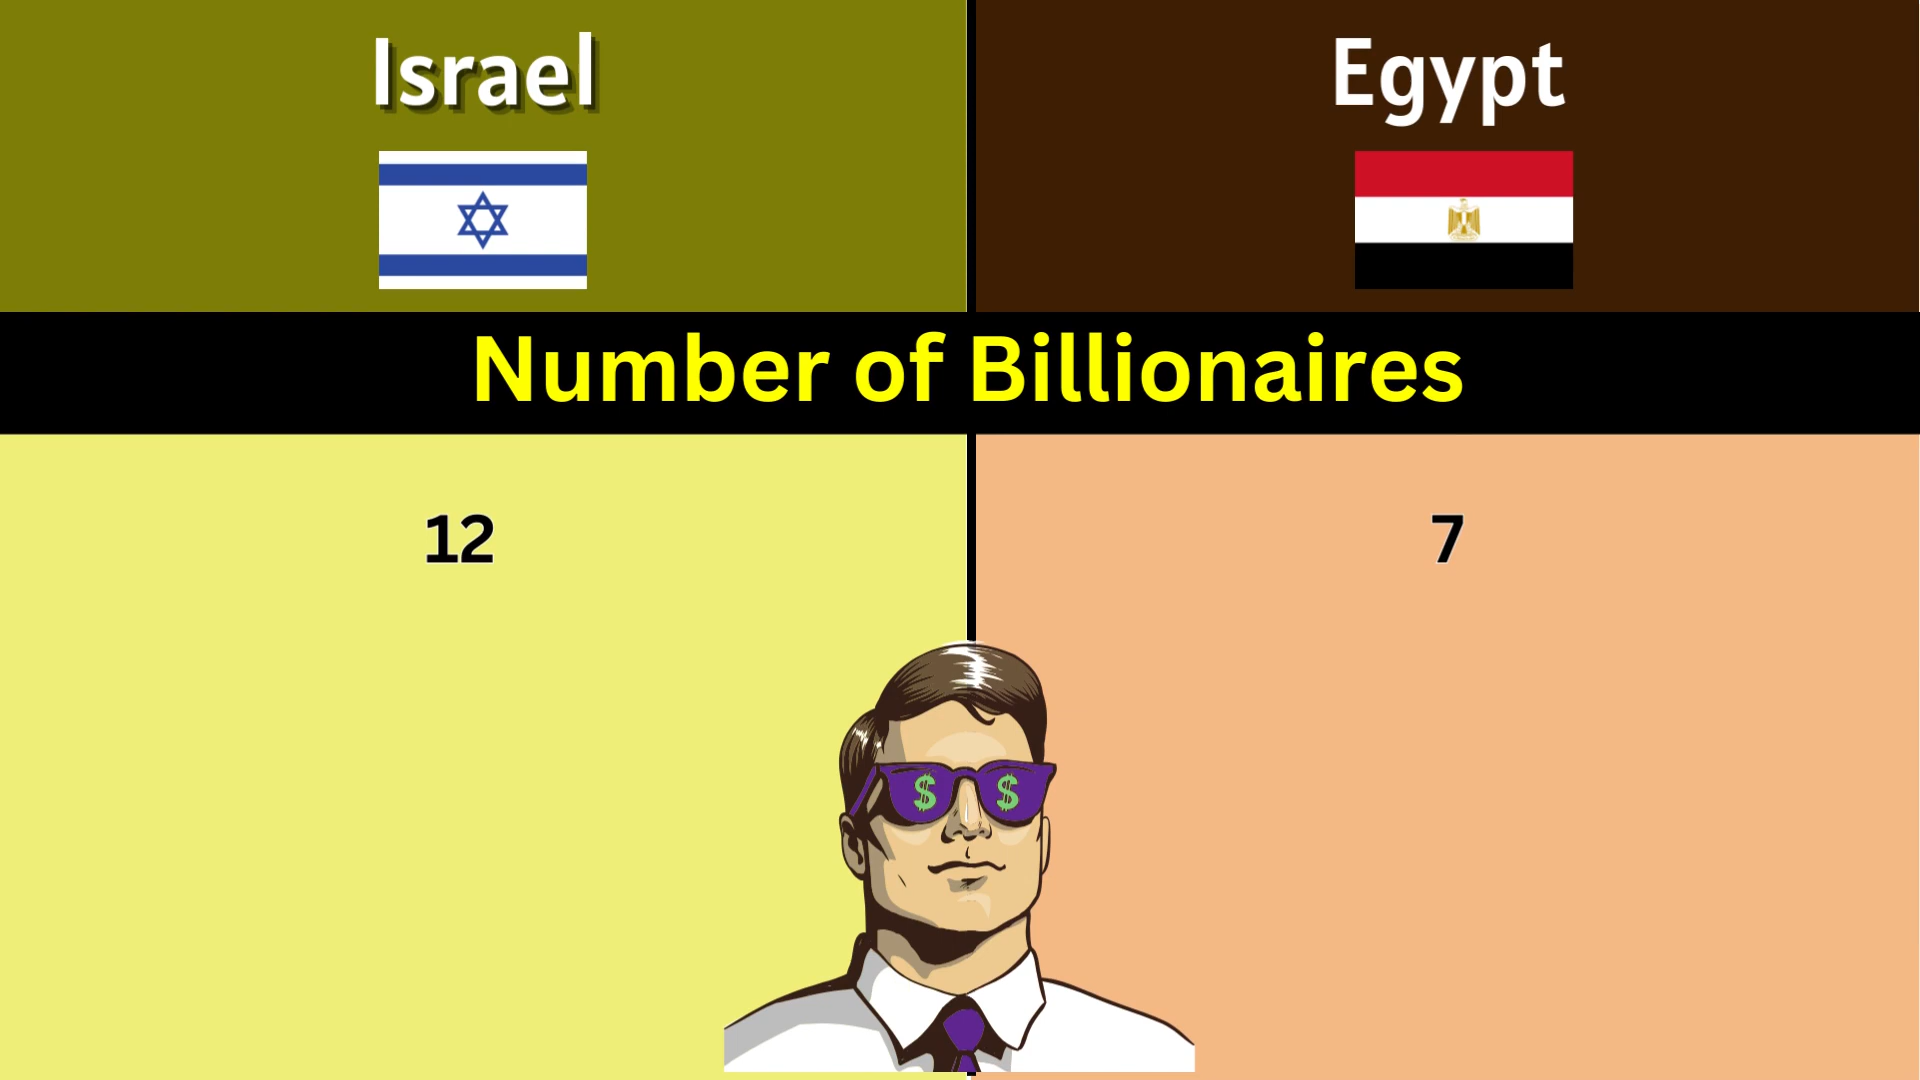 Israel
Egypt
Number of Billionaires
12
7
$ $